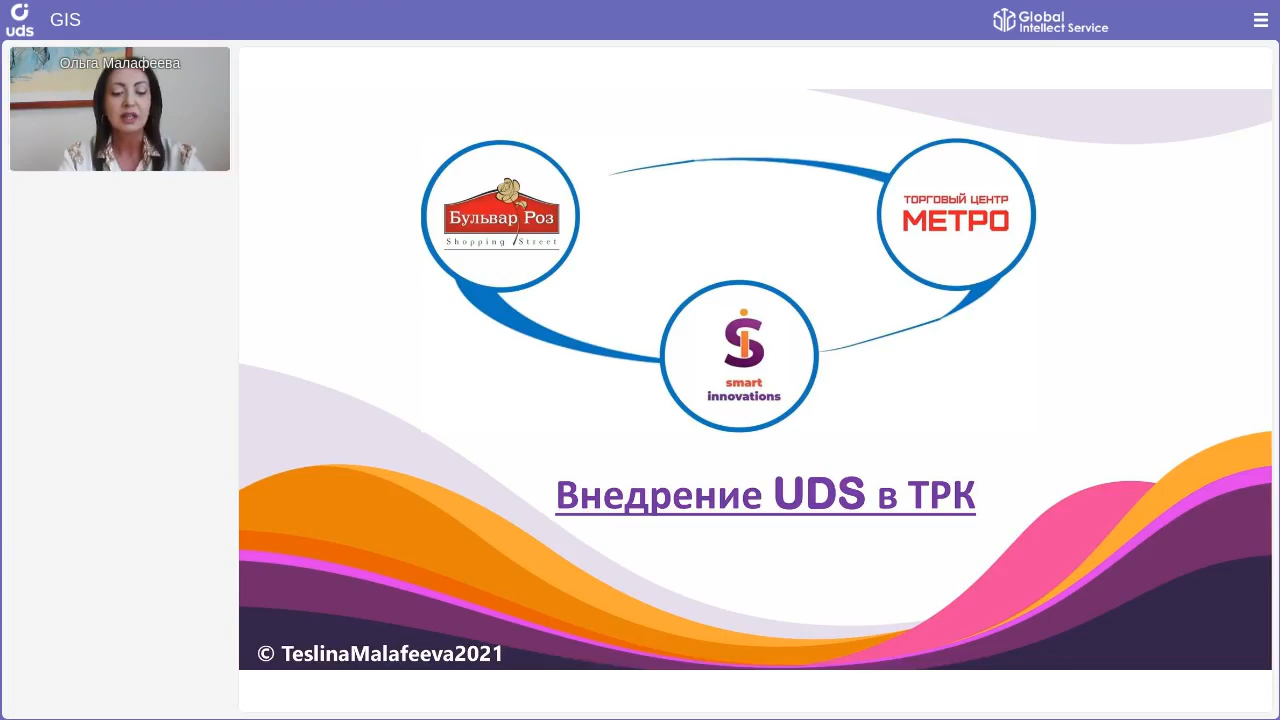 uds
GIS
Global
Intellect Service
Ольга Малафеева
Бульвар Роз
Shopping Street
ТОРГОВЫЙ ЦЕНТР
МЕТРО
smart
innovations
Внедрение UDS в ТРК
© TeslinaMalafeeva2021